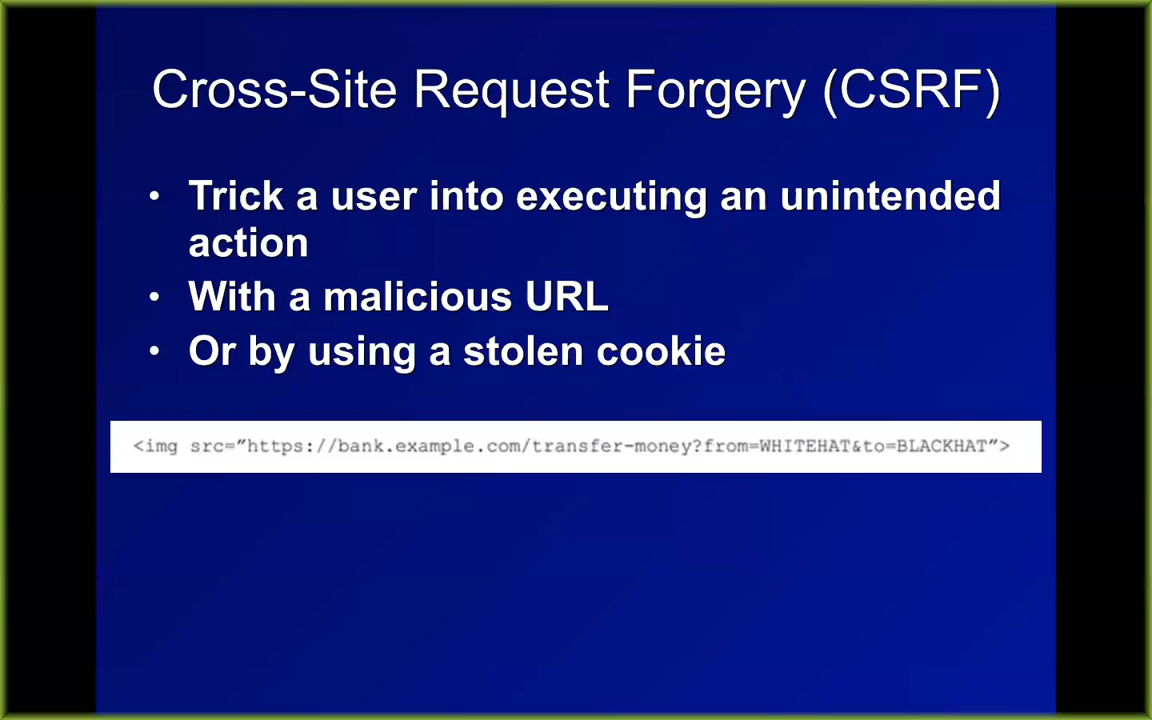 Cross-Site Request Forgery (CSRF)
• Trick a user into executing an unintended
action
• With a malicious URL
• Or by using a stolen cookie
<img src=”https://bank.example.com/transfer-money?from=WHITEHAT&to=BLACKHAT”>